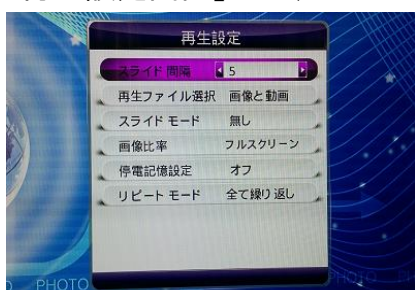 再生設定
スライド 間隔 5
再生ファイル選択 画像と動画
スライド モード 無し
画像比率 フルスクリーン
停電記憶設定 オフ
リピート モード 全て繰り返し
PHOTO
PHOTO